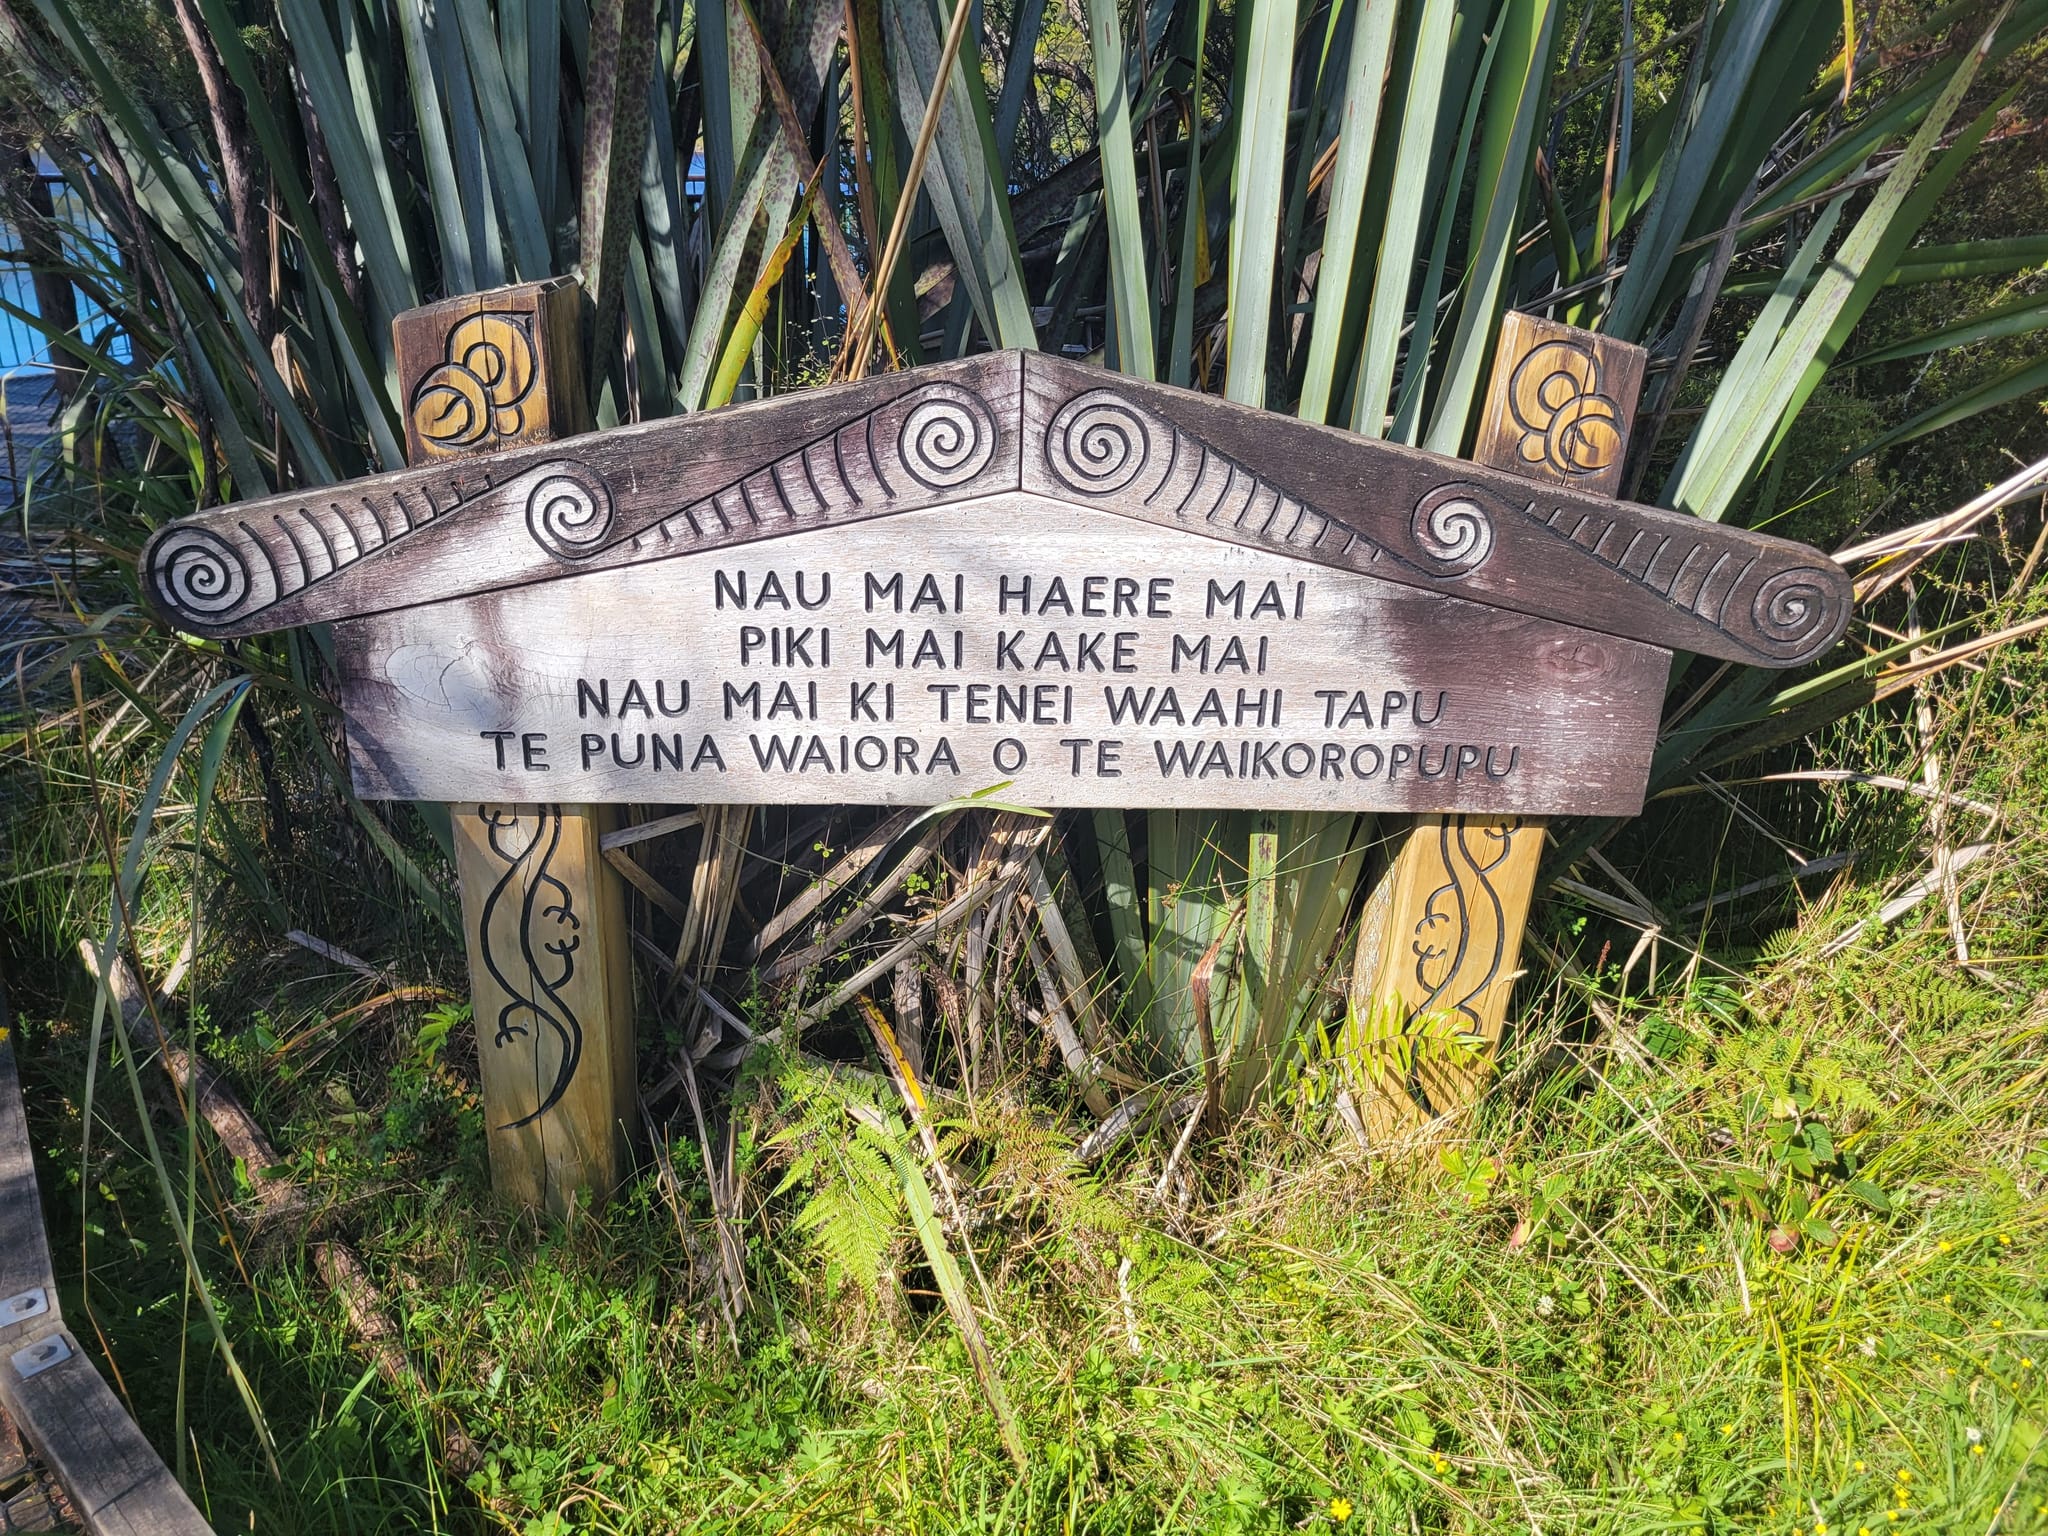 NAU MAI HAERE MAI
PIKI MAI KAKE MAI
NAU MAI KI TENEI WAAHI TAPU
TE PUNA WAIORA O TE WAIKOROPUPU